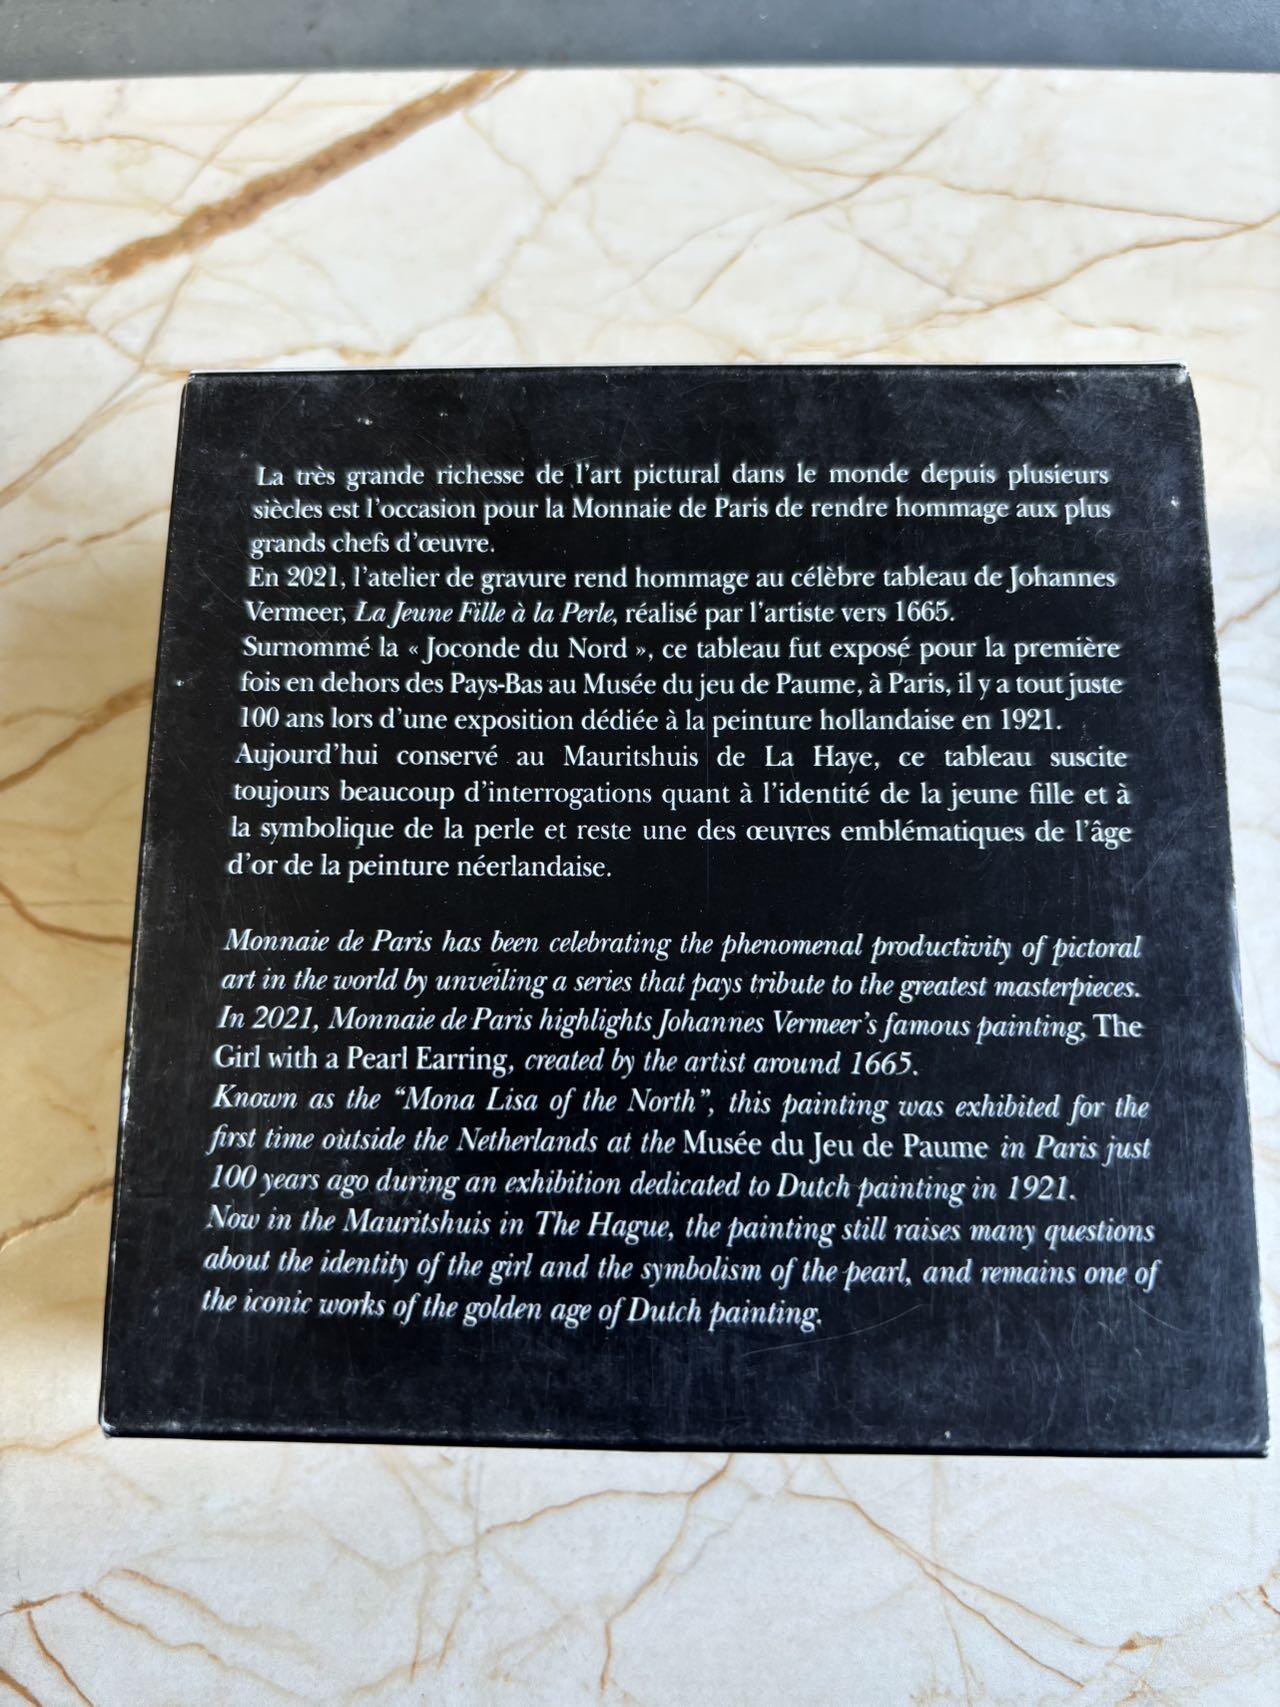 La très grande richesse de l'art pictural dans le monde depuis plusieurs
siècles est l'occasion pour la Monnaie de Paris de rendre hommage aux plus
grands chefs d'œuvre.
En 2021, l'atelier de gravure rend hommage au célèbre tableau de Johannes
Vermeer, La Jeune Fille à la Perle, réalisé par l'artiste vers 1665.
Surnommé la « Joconde du Nord », ce tableau fut exposé pour la première
fois en dehors des Pays-Bas au Musée du jeu de Paume, à Paris, il y a tout juste
100 ans lors d'une exposition dédiée à la peinture hollandaise en 1921.
Aujourd'hui conservé au Mauritshuis de La Haye, ce tableau suscite
toujours beaucoup d'interrogations quant à l'identité de la jeune fille et à
la symbolique de la perle et reste une des œuvres emblématiques de l'âge
d'or de la peinture néerlandaise.
Monnaie de Paris has been celebrating the phenomenal productivity of pictoral
art in the world by unveiling a series that pays tribute to the greatest masterpieces.
In 2021, Monnaie de Paris highlights Johannes Vermeer's famous painting, The
Girl with a Pearl Earring, created by the artist around 1665.
Known as the “Mona Lisa of the North”, this painting was exhibited for the
first time outside the Netherlands at the Musée du Jeu de Paume in Paris just
100 years ago during an exhibition dedicated to Dutch painting in 1921.
Now in the Mauritshuis in The Hague, the painting still raises many questions
about the identity of the girl and the symbolism of the pearl, and remains one of
the iconic works of the golden age of Dutch painting.